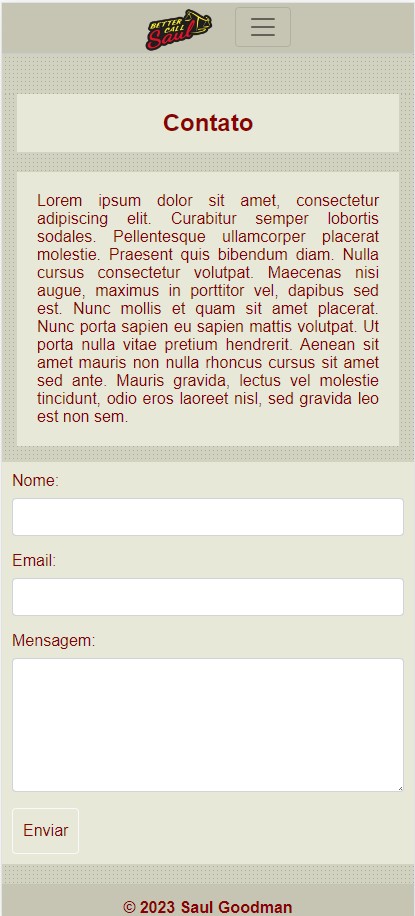 BETTER
CALL
Saul
Contato
Lorem ipsum dolor sit amet, consectetur
adipiscing elit. Curabitur semper lobortis
sodales. Pellentesque ullamcorper placerat
molestie. Praesent quis bibendum diam. Nulla
cursus consectetur volutpat. Maecenas nisi
augue, maximus in porttitor vel, dapibus sed
est. Nunc mollis et quam sit amet placerat.
Nunc porta sapien eu sapien mattis volutpat. Ut
porta nulla vitae pretium hendrerit. Aenean sit
amet mauris non nulla rhoncus cursus sit amet
sed ante. Mauris gravida, lectus vel molestie
tincidunt, odio eros laoreet nisl, sed gravida leo
est non sem.
Nome:
Email:
Mensagem:
Enviar
© 2023 Saul Goodman